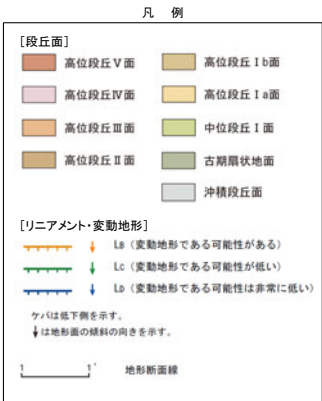 凡 例
[段丘面]
高位段丘Ⅴ面
高位段丘Ⅳ面
高位段丘Ⅲ面
高位段丘Ⅱ面
高位段丘Ⅰb面
高位段丘Ⅰa面
中位段丘Ⅰ面
古期扇状地面
沖積段丘面
[リニアメント・変動地形]
LB（変動地形である可能性がある）
LC（変動地形である可能性が低い）
LD（変動地形である可能性は非常に低い）
ケバは低下側を示す。
↓は地形面の傾斜の向きを示す。
1 1' 地形断面線